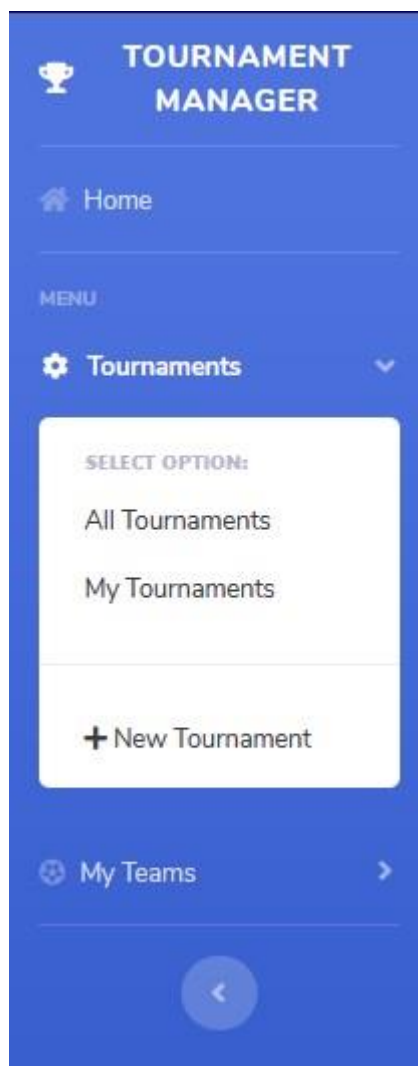 TOURNAMENT
MANAGER
Home
MENU
Tournaments
SELECT OPTION:
All Tournaments
My Tournaments
New Tournament
My Teams